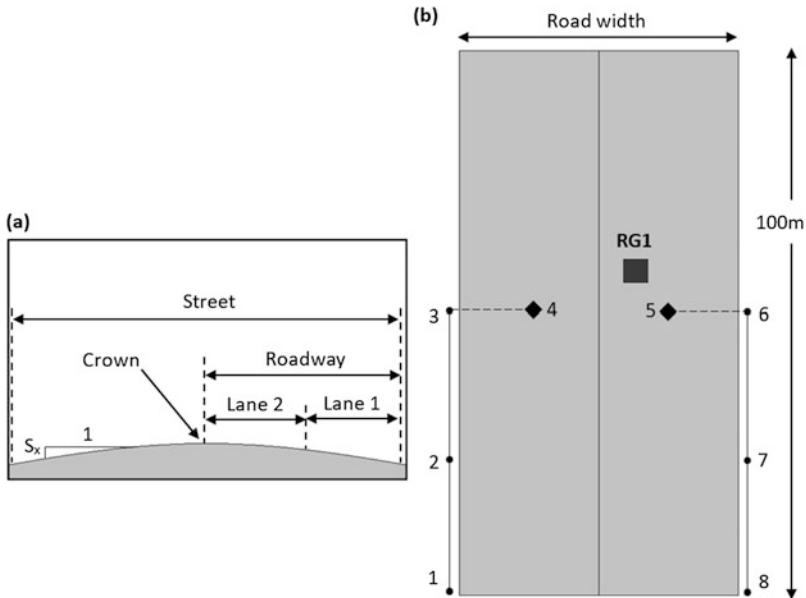 (a)
Street
Crown
Roadway
Lane 2
Lane 1
Sx
1
(b)
Road width
100m
RG1
3
4
5
6
2
7
1
8